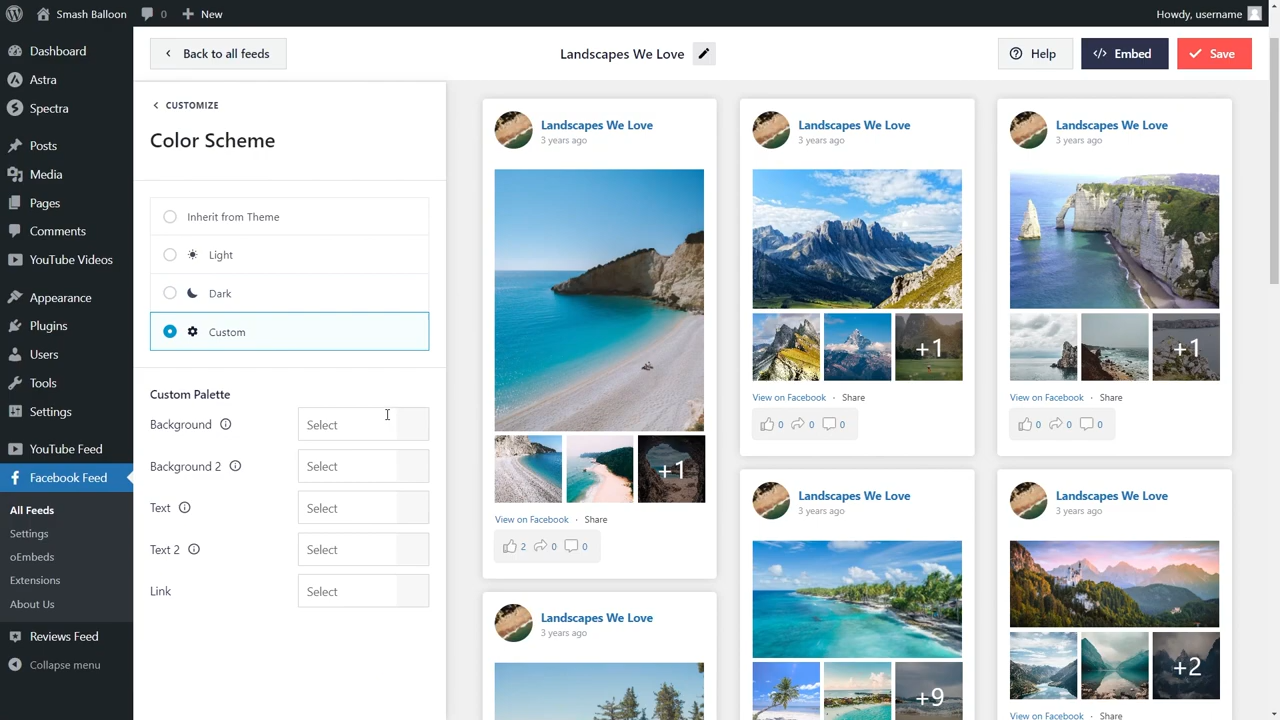 Smash Balloon
0
New
Howdy, username
Dashboard
Astra
Spectra
Posts
Media
Pages
Comments
YouTube Videos
Appearance
Plugins
Users
Tools
Settings
YouTube Feed
Facebook Feed
All Feeds
Settings
oEmbeds
Extensions
About Us
Reviews Feed
Collapse menu
Back to all feeds
Landscapes We Love
Help
Embed
Save
CUSTOMIZE
Color Scheme
Inherit from Theme
Light
Dark
Custom
Custom Palette
Background
Select
Background 2
Select
Text
Select
Text 2
Select
Link
Select
Landscapes We Love
3 years ago
+1
View on Facebook · Share
2 0 0
Landscapes We Love
3 years ago
Landscapes We Love
3 years ago
+1
View on Facebook · Share
0 0 0
Landscapes We Love
3 years ago
+9
Landscapes We Love
3 years ago
+1
View on Facebook · Share
0 0 0
Landscapes We Love
3 years ago
+2
View on Facebook · Share